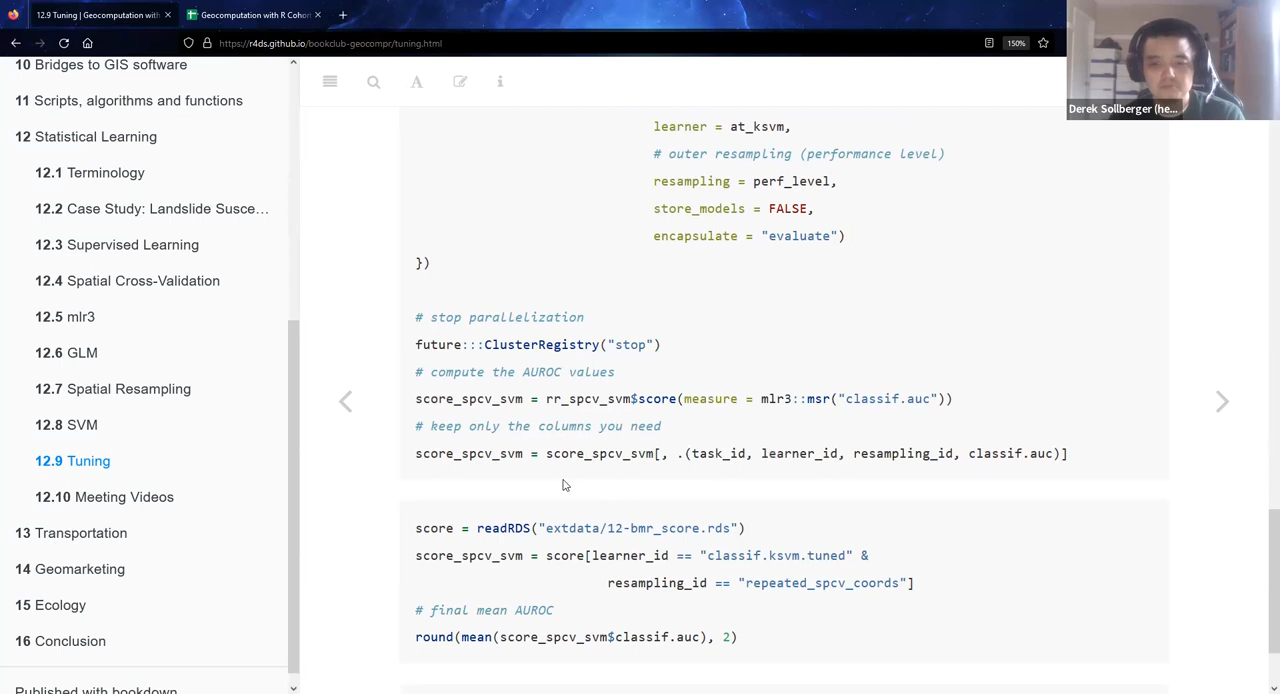 12.9 Tuning | Geocomputation with
Geocomputation with R Cohor
https://r4ds.github.io/bookclub-geocompr/tuning.html
150%
Derek Sollberger (he...
10 Bridges to GIS software
11 Scripts, algorithms and functions
12 Statistical Learning
12.1 Terminology
12.2 Case Study: Landslide Susce…
12.3 Supervised Learning
12.4 Spatial Cross-Validation
12.5 mlr3
12.6 GLM
12.7 Spatial Resampling
12.8 SVM
12.9 Tuning
12.10 Meeting Videos
13 Transportation
14 Geomarketing
15 Ecology
16 Conclusion
Published with bookdown
learner = at_ksvm,
# outer resampling (performance level)
resampling = perf_level,
store_models = FALSE,
encapsulate = "evaluate")
})
# stop parallelization
future:::ClusterRegistry("stop")
# compute the AUROC values
score_spcv_svm = rr_spcv_svm$score(measure = mlr3::msr("classif.auc"))
# keep only the columns you need
score_spcv_svm = score_spcv_svm[, .(task_id, learner_id, resampling_id, classif.auc)]
score = readRDS("extdata/12-bmr_score.rds")
score_spcv_svm = score[learner_id == "classif.ksvm.tuned" &
resampling_id == "repeated_spcv_coords"]
# final mean AUROC
round(mean(score_spcv_svm$classif.auc), 2)